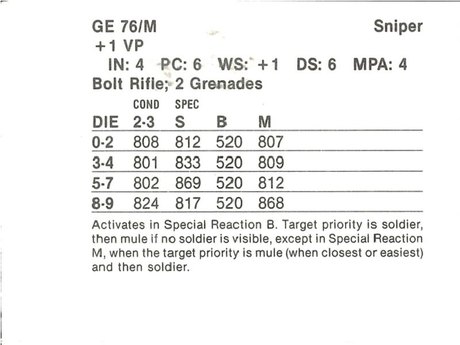 GE 76/M Sniper
+1 VP
IN: 4 PC: 6 WS: +1 DS: 6 MPA: 4
Bolt Rifle; 2 Grenades
COND SPEC
DIE 2-3 S B M
0-2 808 812 520 807
3-4 801 833 520 809
5-7 802 869 520 812
8-9 824 817 520 868
Activates in Special Reaction B. Target priority is soldier,
then mule if no soldier is visible, except in Special Reaction
M, when the target priority is mule (when closest or easiest)
and then soldier.